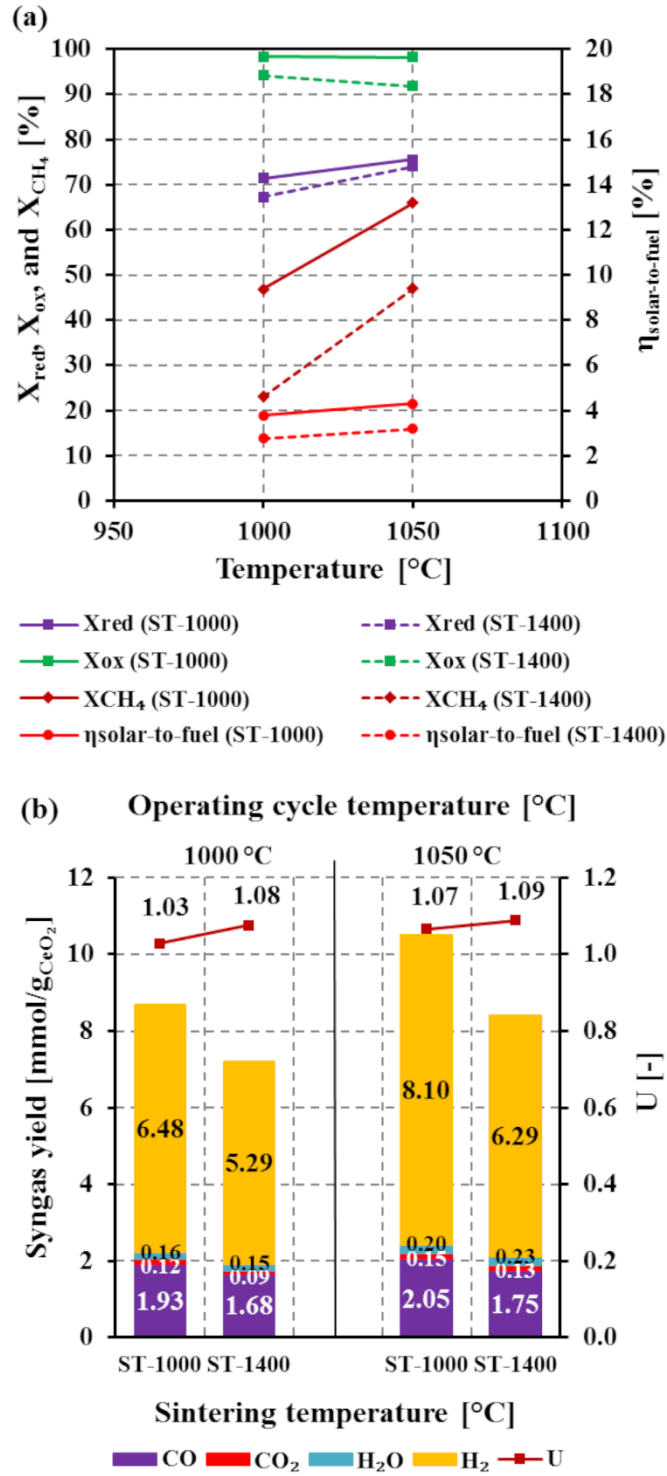 (a)
100
90
80
70
60
50
40
30
20
10
0
X_red, X_ox, and X_CH₄ [%]
20
18
16
14
12
10
8
6
4
2
0
η_solar-to-fuel [%]
950 1000 1050 1100
Temperature [°C]
Xred (ST-1000) Xred (ST-1400)
Xox (ST-1000) Xox (ST-1400)
XCH₄ (ST-1000) XCH₄ (ST-1400)
ηsolar-to-fuel (ST-1000) ηsolar-to-fuel (ST-1400)
(b) Operating cycle temperature [°C]
1000 °C 1050 °C
12
10
8
6
4
2
0
Syngas yield [mmol/g_CeO₂]
1.2
1.0
0.8
0.6
0.4
0.2
0.0
U [-]
1.03 1.08 1.07 1.09
6.48 5.29 8.10 6.29
0.16 0.15 0.20 0.23
0.12 0.09 0.15 0.13
1.93 1.68 2.05 1.75
ST-1000 ST-1400 ST-1000 ST-1400
Sintering temperature [°C]
CO CO₂ H₂O H₂ U